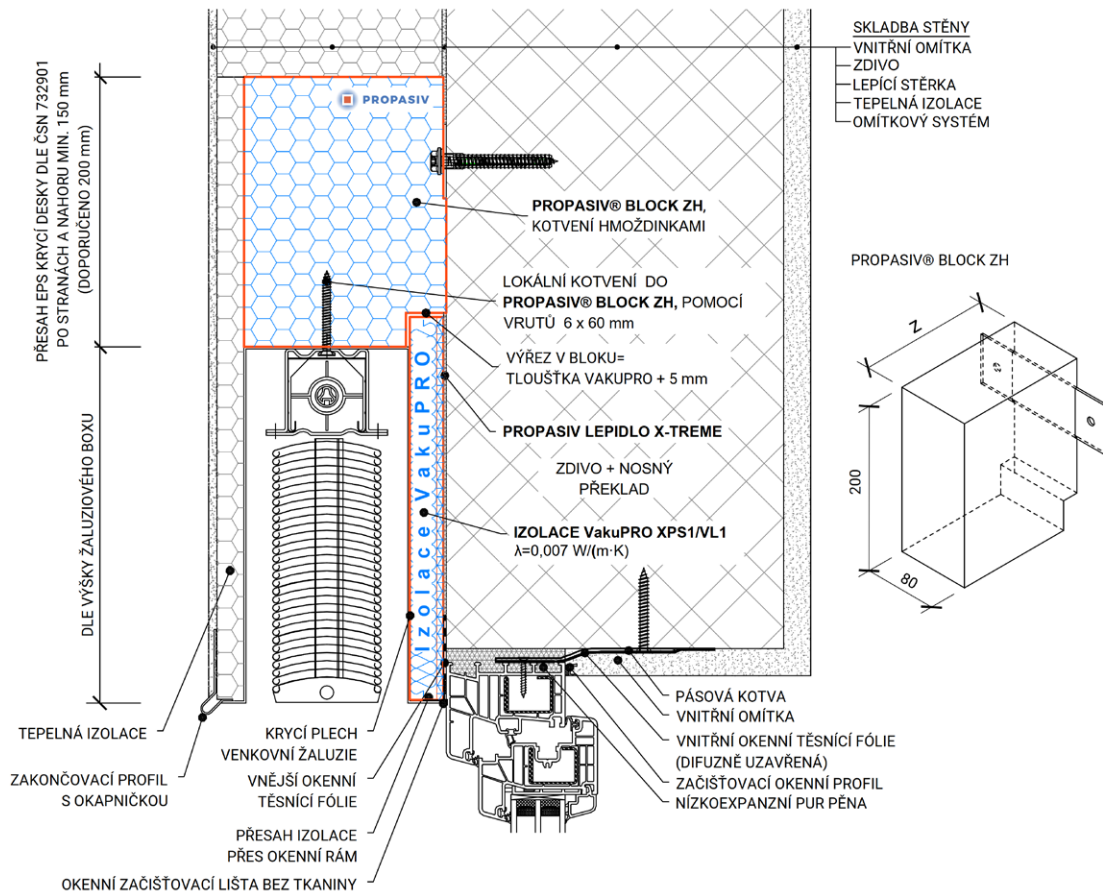 SKLADBA STĚNY
VNITŘNÍ OMÍTKA
ZDIVO
LEPÍCÍ STĚRKA
TEPELNÁ IZOLACE
OMÍTKOVÝ SYSTÉM
PŘESAH EPS KRYCÍ DESKY DLE ČSN 732901
PO STRANÁCH A NAHORU MIN. 150 mm
(DOPORUČENO 200 mm)
PROPASIV
PROPASIV® BLOCK ZH,
KOTVENÍ HMOŽDINKAMI
LOKÁLNÍ KOTVENÍ DO
PROPASIV® BLOCK ZH, POMOCÍ
VRUTŮ 6 x 60 mm
VÝŘEZ V BLOKU=
TLOUŠŤKA VAKUPRO + 5 mm
PROPASIV LEPIDLO X-TREME
ZDIVO + NOSNÝ
PŘEKLAD
IZOLACE VakuPRO XPS1/VL1
λ=0,007 W/(m·K)
Izolace VakuPRO
DLE VÝŠKY ŽALUZIOVÉHO BOXU
PROPASIV® BLOCK ZH
Z
200
80
TEPELNÁ IZOLACE
ZAKONČOVACÍ PROFIL
S OKAPNIČKOU
KRYCÍ PLECH
VENKOVNÍ ŽALUZIE
VNĚJŠÍ OKENNÍ
TĚSNÍCÍ FÓLIE
PŘESAH IZOLACE
PŘES OKENNÍ RÁM
OKENNÍ ZAČIŠŤOVACÍ LIŠTA BEZ TKANINY
PÁSOVÁ KOTVA
VNITŘNÍ OMÍTKA
VNITŘNÍ OKENNÍ TĚSNÍCÍ FÓLIE
(DIFUZNĚ UZAVŘENÁ)
ZAČIŠŤOVACÍ OKENNÍ PROFIL
NÍZKOEXPANZNÍ PUR PĚNA